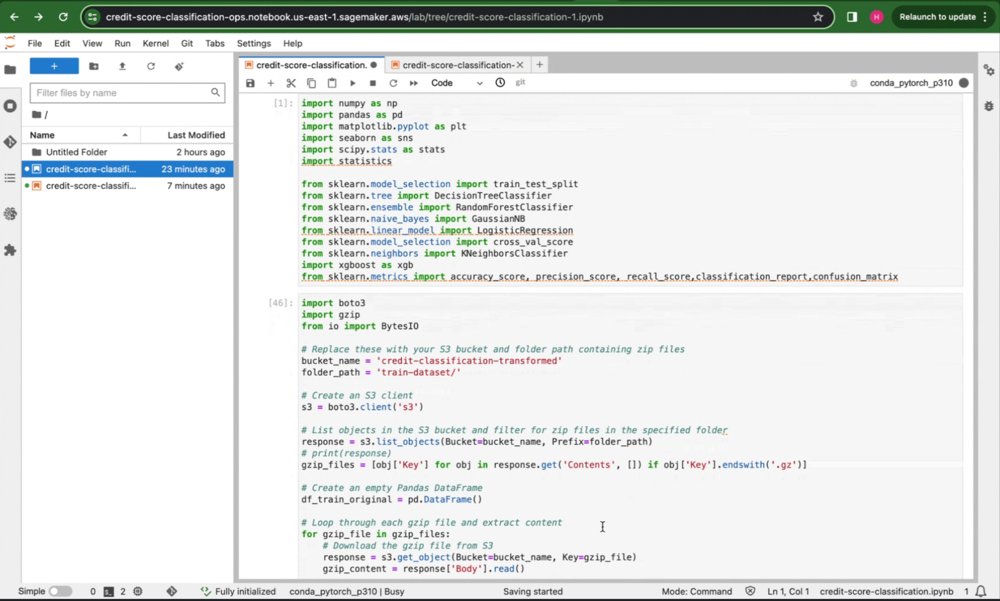 credit-score-classification-ops.notebook.us-east-1.sagemaker.aws/lab/tree/credit-score-classification-1.ipynb
H
Relaunch to update
File Edit View Run Kernel Git Tabs Settings Help
+
Filter files by name
/
Name Last Modified
Untitled Folder 2 hours ago
credit-score-classifi... 23 minutes ago
credit-score-classifi... 7 minutes ago
credit-score-classification.
credit-score-classification-
Code git conda_pytorch_p310
[1]:
import numpy as np
import pandas as pd
import matplotlib.pyplot as plt
import seaborn as sns
import scipy.stats as stats
import statistics
from sklearn.model_selection import train_test_split
from sklearn.tree import DecisionTreeClassifier
from sklearn.ensemble import RandomForestClassifier
from sklearn.naive_bayes import GaussianNB
from sklearn.linear_model import LogisticRegression
from sklearn.model_selection import cross_val_score
from sklearn.neighbors import KNeighborsClassifier
import xgboost as xgb
from sklearn.metrics import accuracy_score, precision_score, recall_score,classification_report,confusion_matrix
[46]:
import boto3
import gzip
from io import BytesIO
# Replace these with your S3 bucket and folder path containing zip files
bucket_name = 'credit-classification-transformed'
folder_path = 'train-dataset/'
# Create an S3 client
s3 = boto3.client('s3')
# List objects in the S3 bucket and filter for zip files in the specified folder
response = s3.list_objects(Bucket=bucket_name, Prefix=folder_path)
# print(response)
gzip_files = [obj['Key'] for obj in response.get('Contents', []) if obj['Key'].endswith('.gz')]
# Create an empty Pandas DataFrame
df_train_original = pd.DataFrame()
# Loop through each gzip file and extract content
for gzip_file in gzip_files:
# Download the gzip file from S3
response = s3.get_object(Bucket=bucket_name, Key=gzip_file)
gzip_content = response['Body'].read()
Simple 0 2 Fully initialized conda_pytorch_p310 | Busy Saving started Mode: Command Ln 1, Col 1 credit-score-classification.ipynb 1